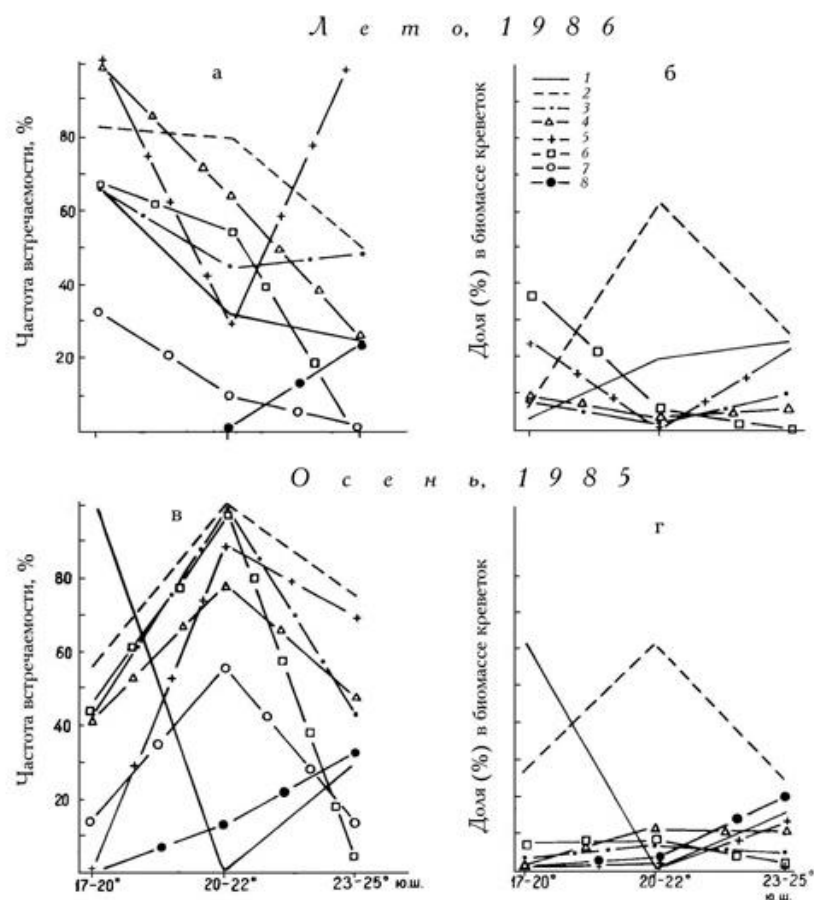 Лето, 1986
а
Частота встречаемости, %
80
60
40
20
б
Доля (%) в биомассе креветок
1
2
3
4
5
6
7
8
Осень, 1985
в
Частота встречаемости, %
80
60
40
20
17-20°
20-22°
23-25° ю.ш.
г
Доля (%) в биомассе креветок
17-20°
20-22°
23-25°
ю.ш.